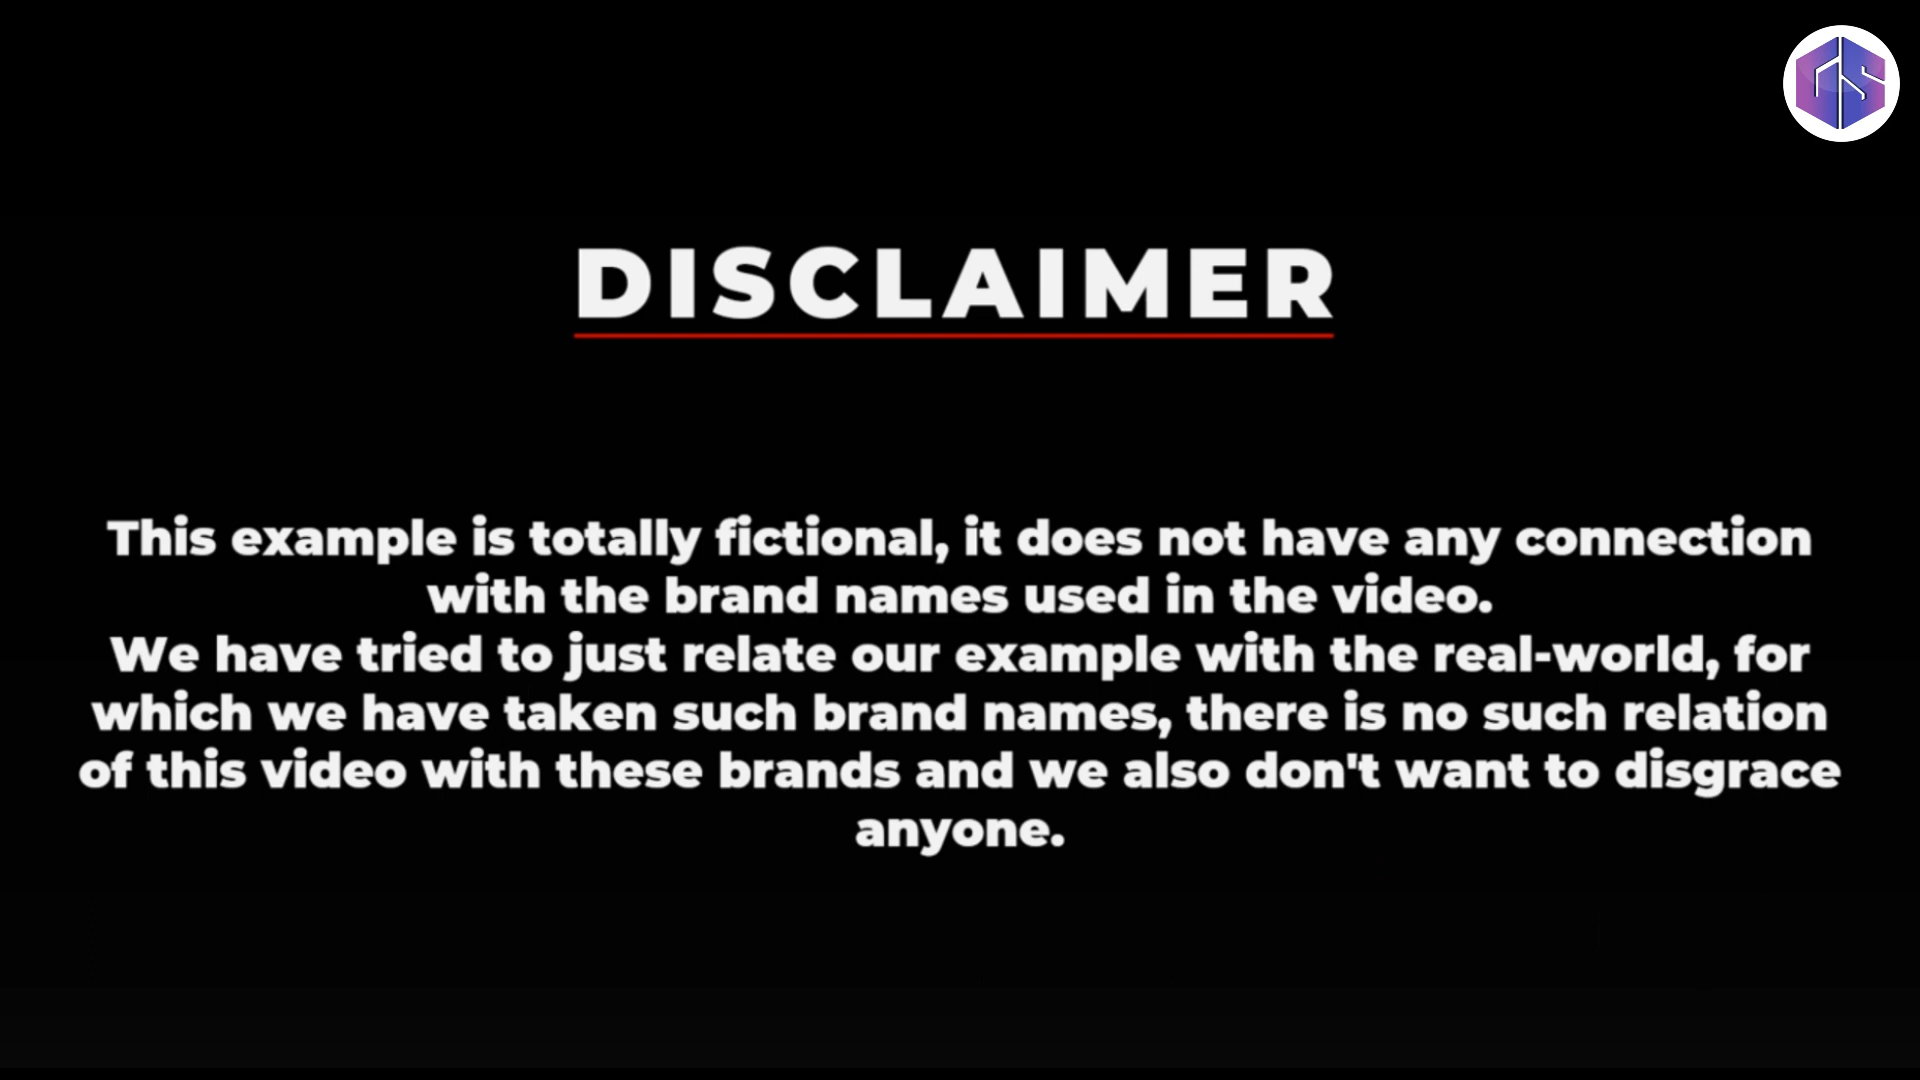 DISCLAIMER
This example is totally fictional, it does not have any connection
with the brand names used in the video.
We have tried to just relate our example with the real-world, for
which we have taken such brand names, there is no such relation
of this video with these brands and we also don't want to disgrace
anyone.